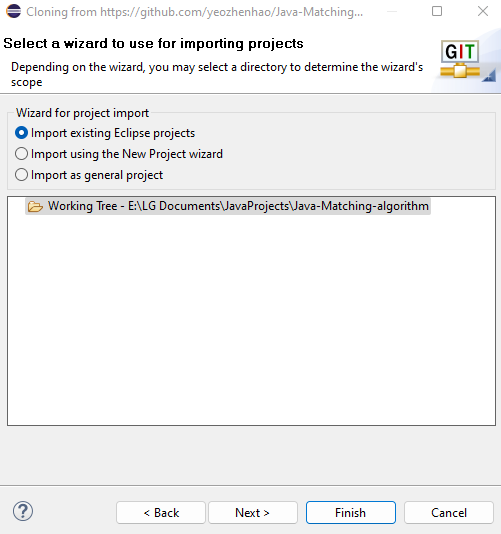 Cloning from https://github.com/yeozhenhao/Java-Matching...
Select a wizard to use for importing projects
Depending on the wizard, you may select a directory to determine the wizard's
scope
GIT
Wizard for project import
Import existing Eclipse projects
Import using the New Project wizard
Import as general project
Working Tree - E:\LG Documents\JavaProjects\Java-Matching-algorithm
?
< Back
Next >
Finish
Cancel